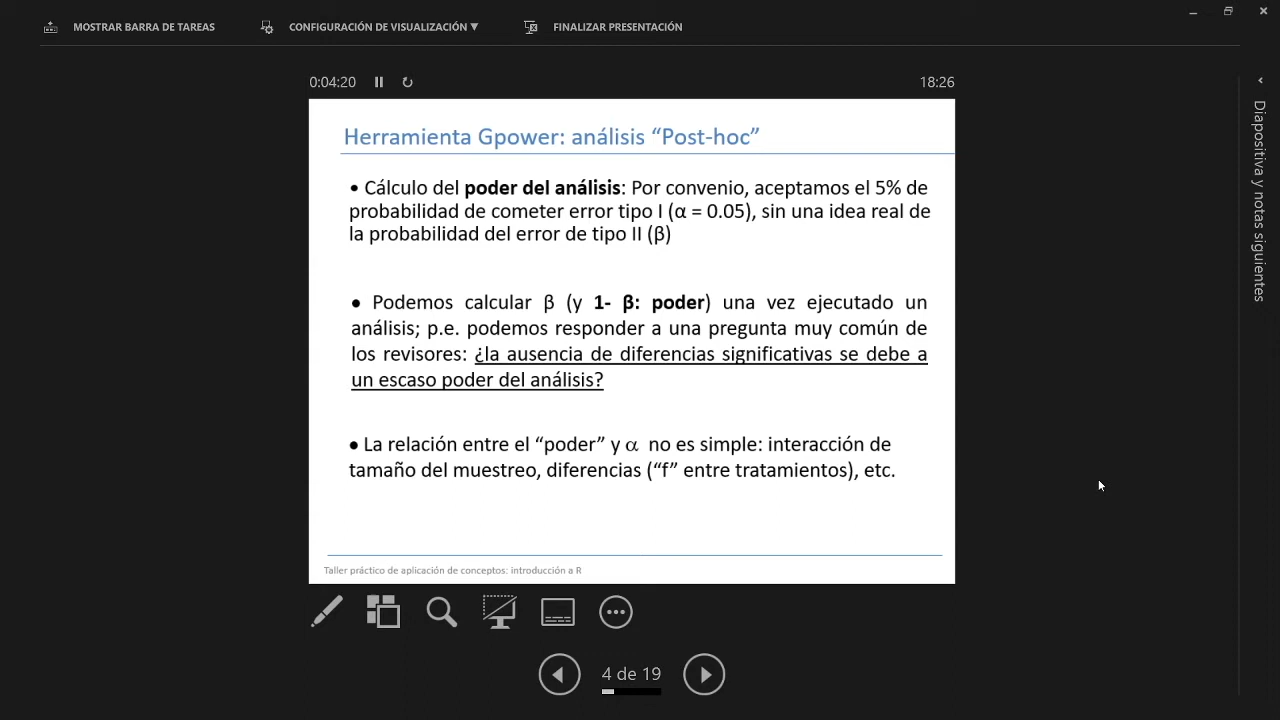 MOSTRAR BARRA DE TAREAS
CONFIGURACIÓN DE VISUALIZACIÓN ▼
FINALIZAR PRESENTACIÓN
0:04:20
18:26
Herramienta Gpower: análisis “Post-hoc”
• Cálculo del poder del análisis: Por convenio, aceptamos el 5% de
probabilidad de cometer error tipo I (α = 0.05), sin una idea real de
la probabilidad del error de tipo II (β)
• Podemos calcular β (y 1- β: poder) una vez ejecutado un
análisis; p.e. podemos responder a una pregunta muy común de
los revisores: ¿la ausencia de diferencias significativas se debe a
un escaso poder del análisis?
• La relación entre el “poder” y α no es simple: interacción de
tamaño del muestreo, diferencias (“f” entre tratamientos), etc.
Taller práctico de aplicación de conceptos: introducción a R
4 de 19
Diapositiva y notas siguientes